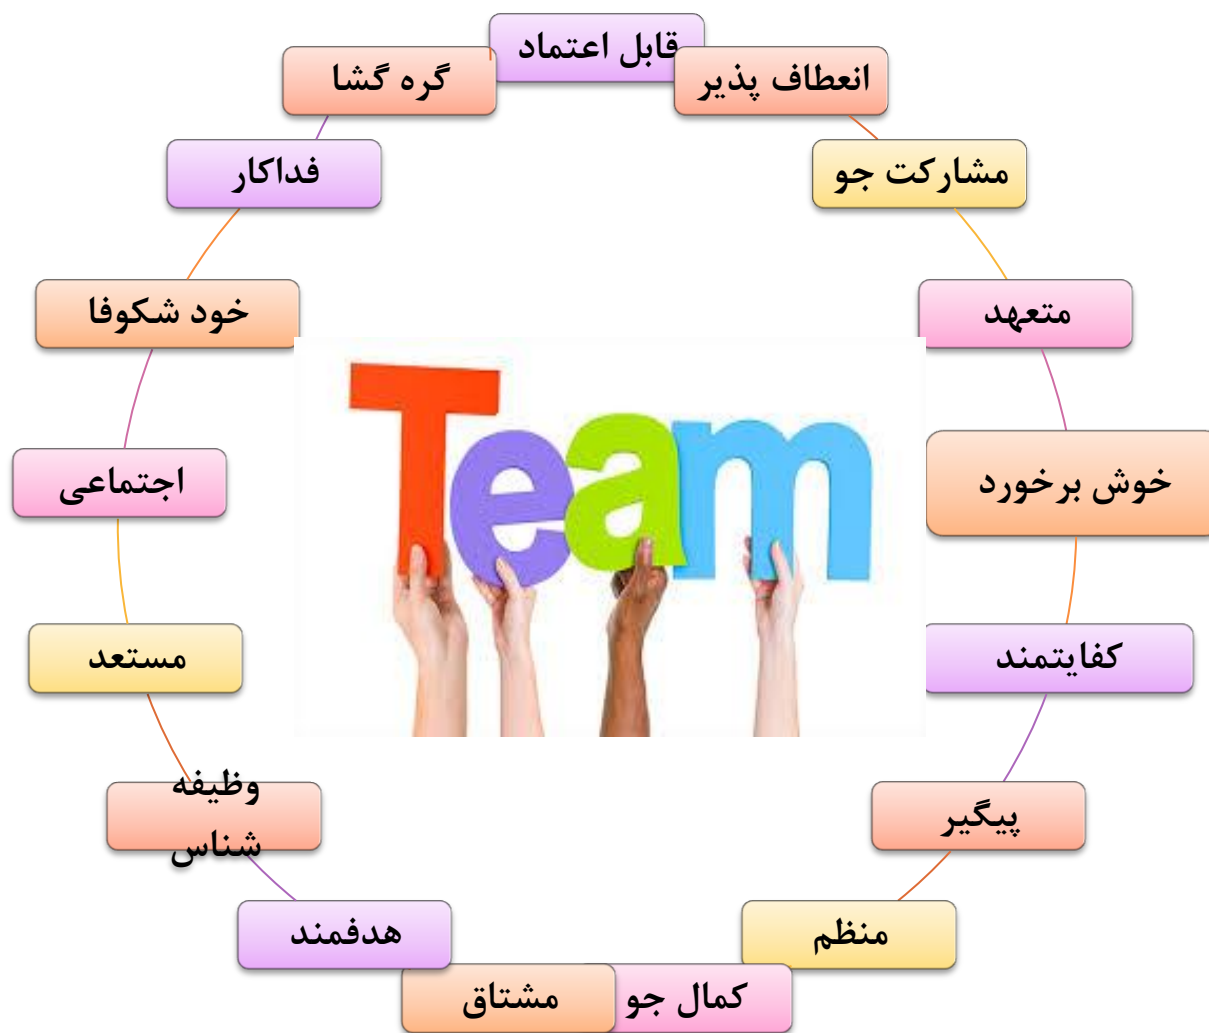 قابل اعتماد
انعطاف پذیر
مشارکت جو
متعهد
خوش برخورد
کفایتمند
پیگیر
منظم
کمال جو
مشتاق
هدفمند
وظیفه
شناس
مستعد
اجتماعی
خود شکوفا
فداکار
گره گشا
Team